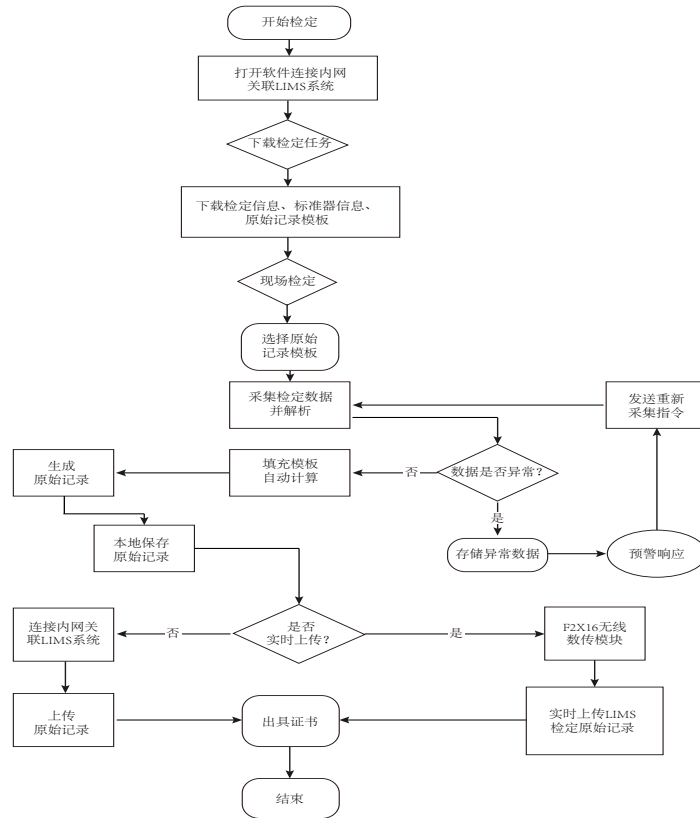 开始检定
打开软件连接内网
关联LIMS系统
下载检定任务
下载检定信息、标准器信息、
原始记录模板
现场检定
选择原始
记录模板
采集检定数据
并解析
发送重新
采集指令
生成
原始记录
填充模板
自动计算
否
数据是否异常?
是
本地保存
原始记录
存储异常数据
预警响应
连接内网关
联LIMS系统
否
是否
实时上传?
是
F2X16无线
数传模块
上传
原始记录
出具证书
实时上传LIMS
检定原始记录
结束